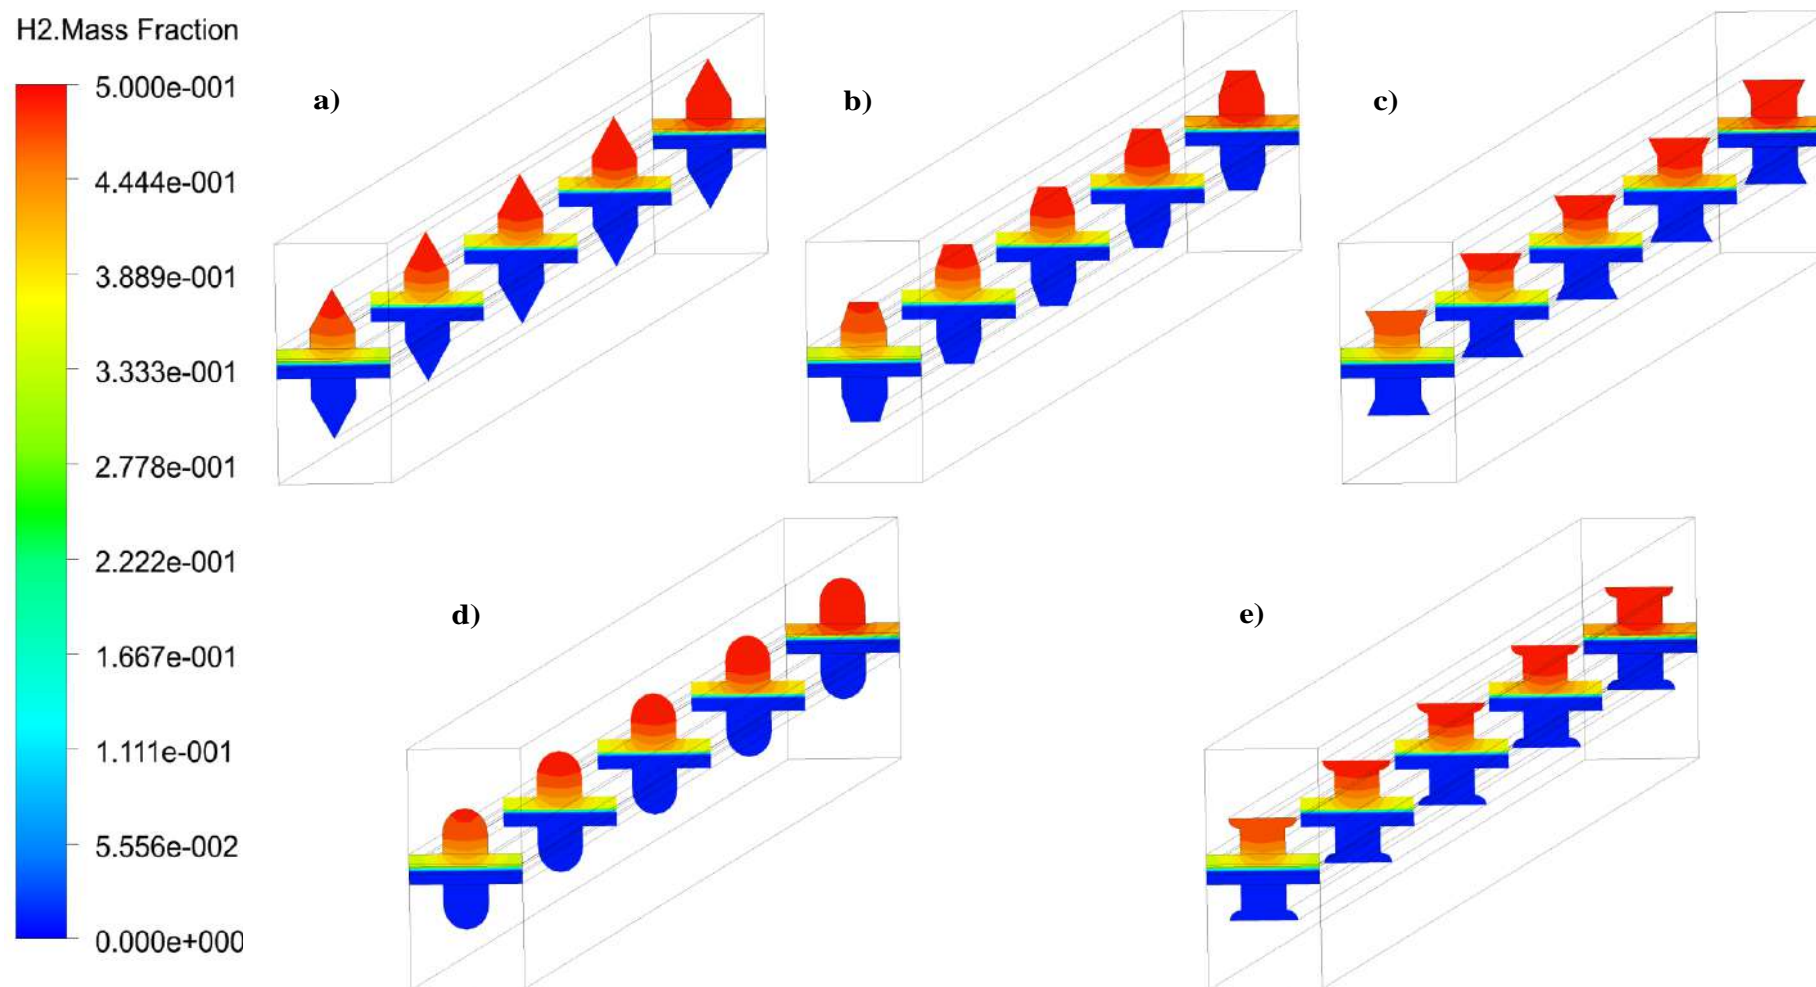 H2.Mass Fraction
5.000e-001
4.444e-001
3.889e-001
3.333e-001
2.778e-001
2.222e-001
1.667e-001
1.111e-001
5.556e-002
0.000e+000
a)
b)
c)
d)
e)